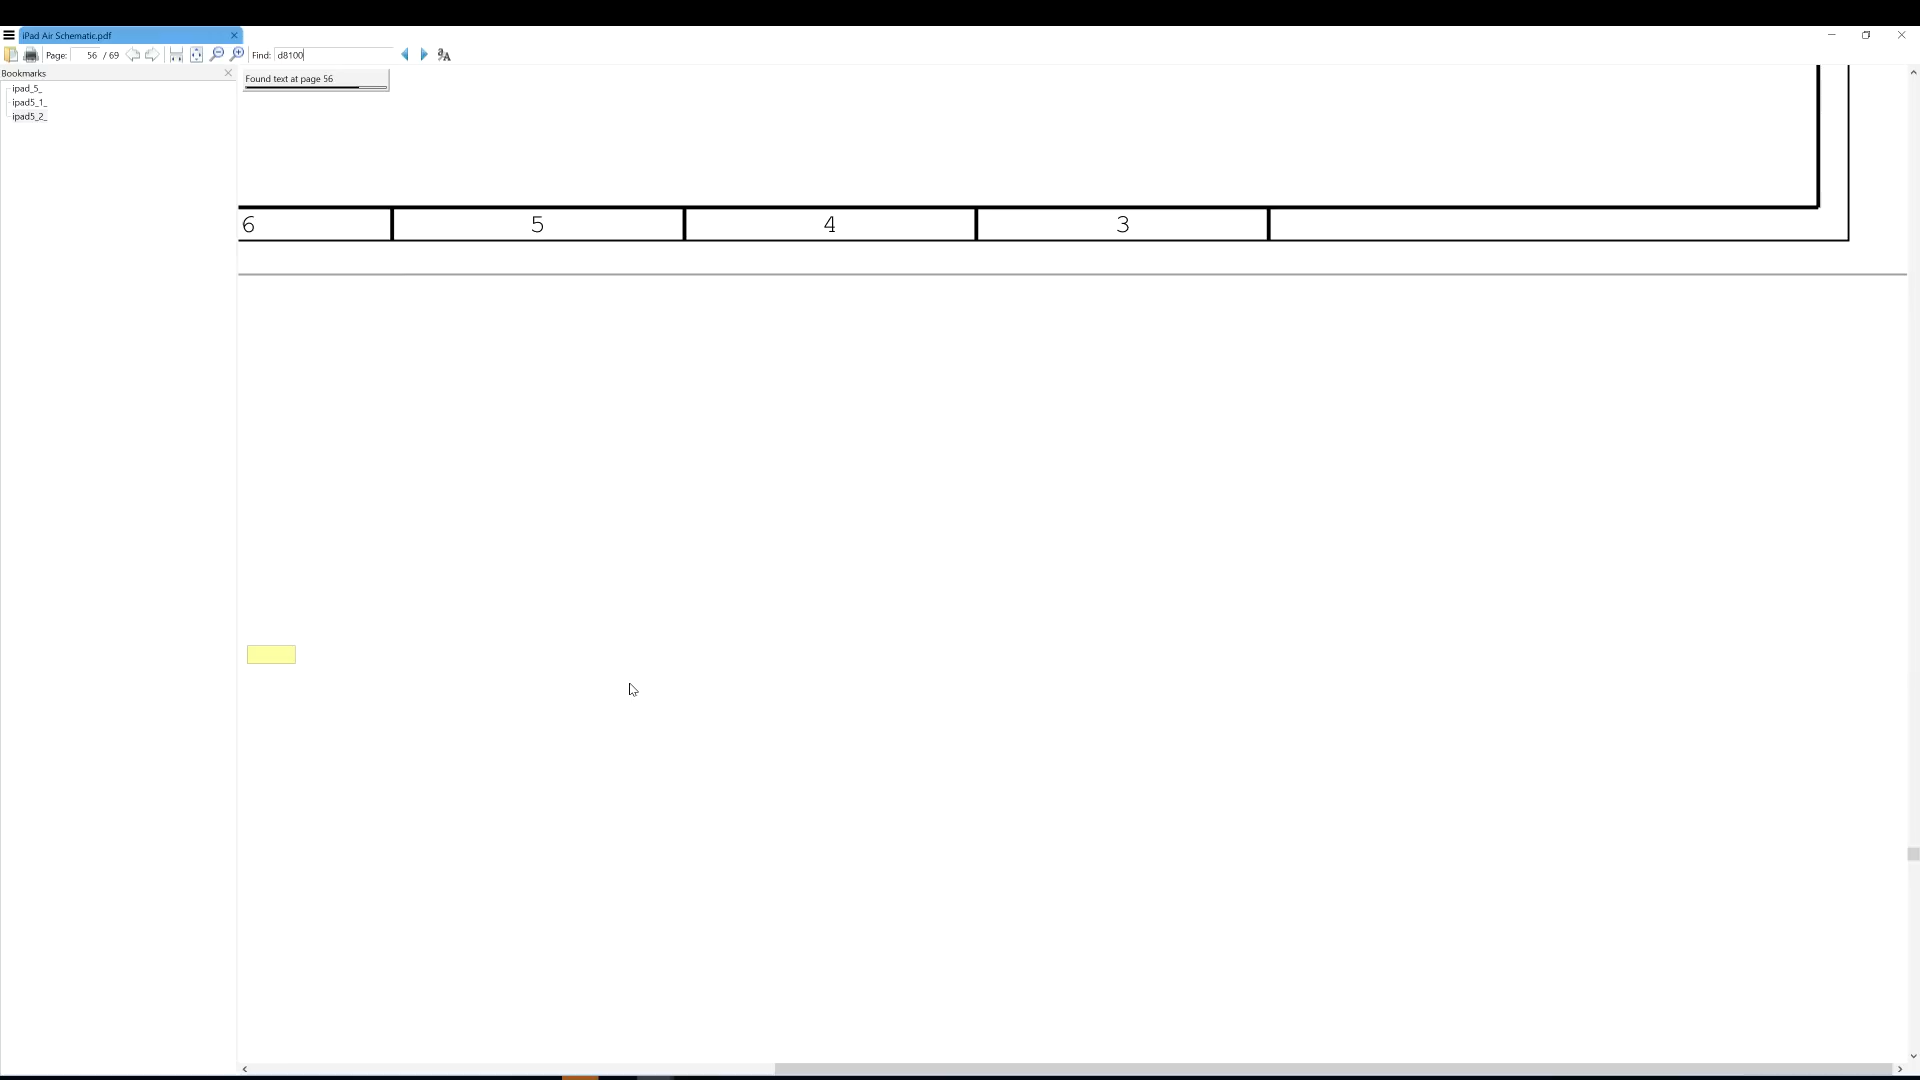 iPad Air Schematic.pdf
Page: 56 / 69 Find: d8100
Bookmarks
Found text at page 56
ipad_5_
ipad5_1_
ipad5_2_
6 5 4 3